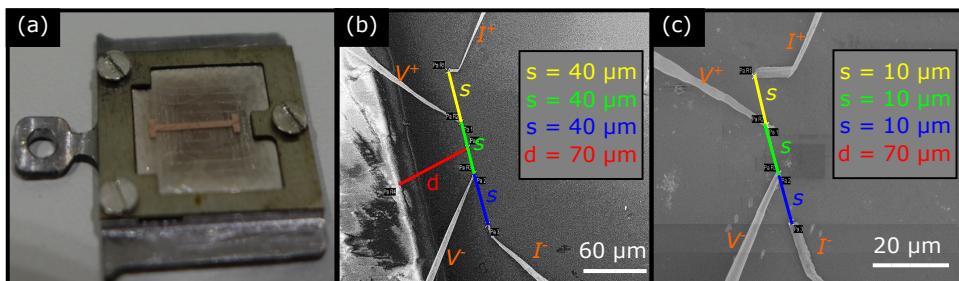 (a)
(b)
I⁺
V⁺
s
s
s
d
V⁻
I⁻
s = 40 µm
s = 40 µm
s = 40 µm
d = 70 µm
60 µm
(c)
I⁺
V⁺
s
s
s
V⁻
I⁻
s = 10 µm
s = 10 µm
s = 10 µm
d = 70 µm
20 µm